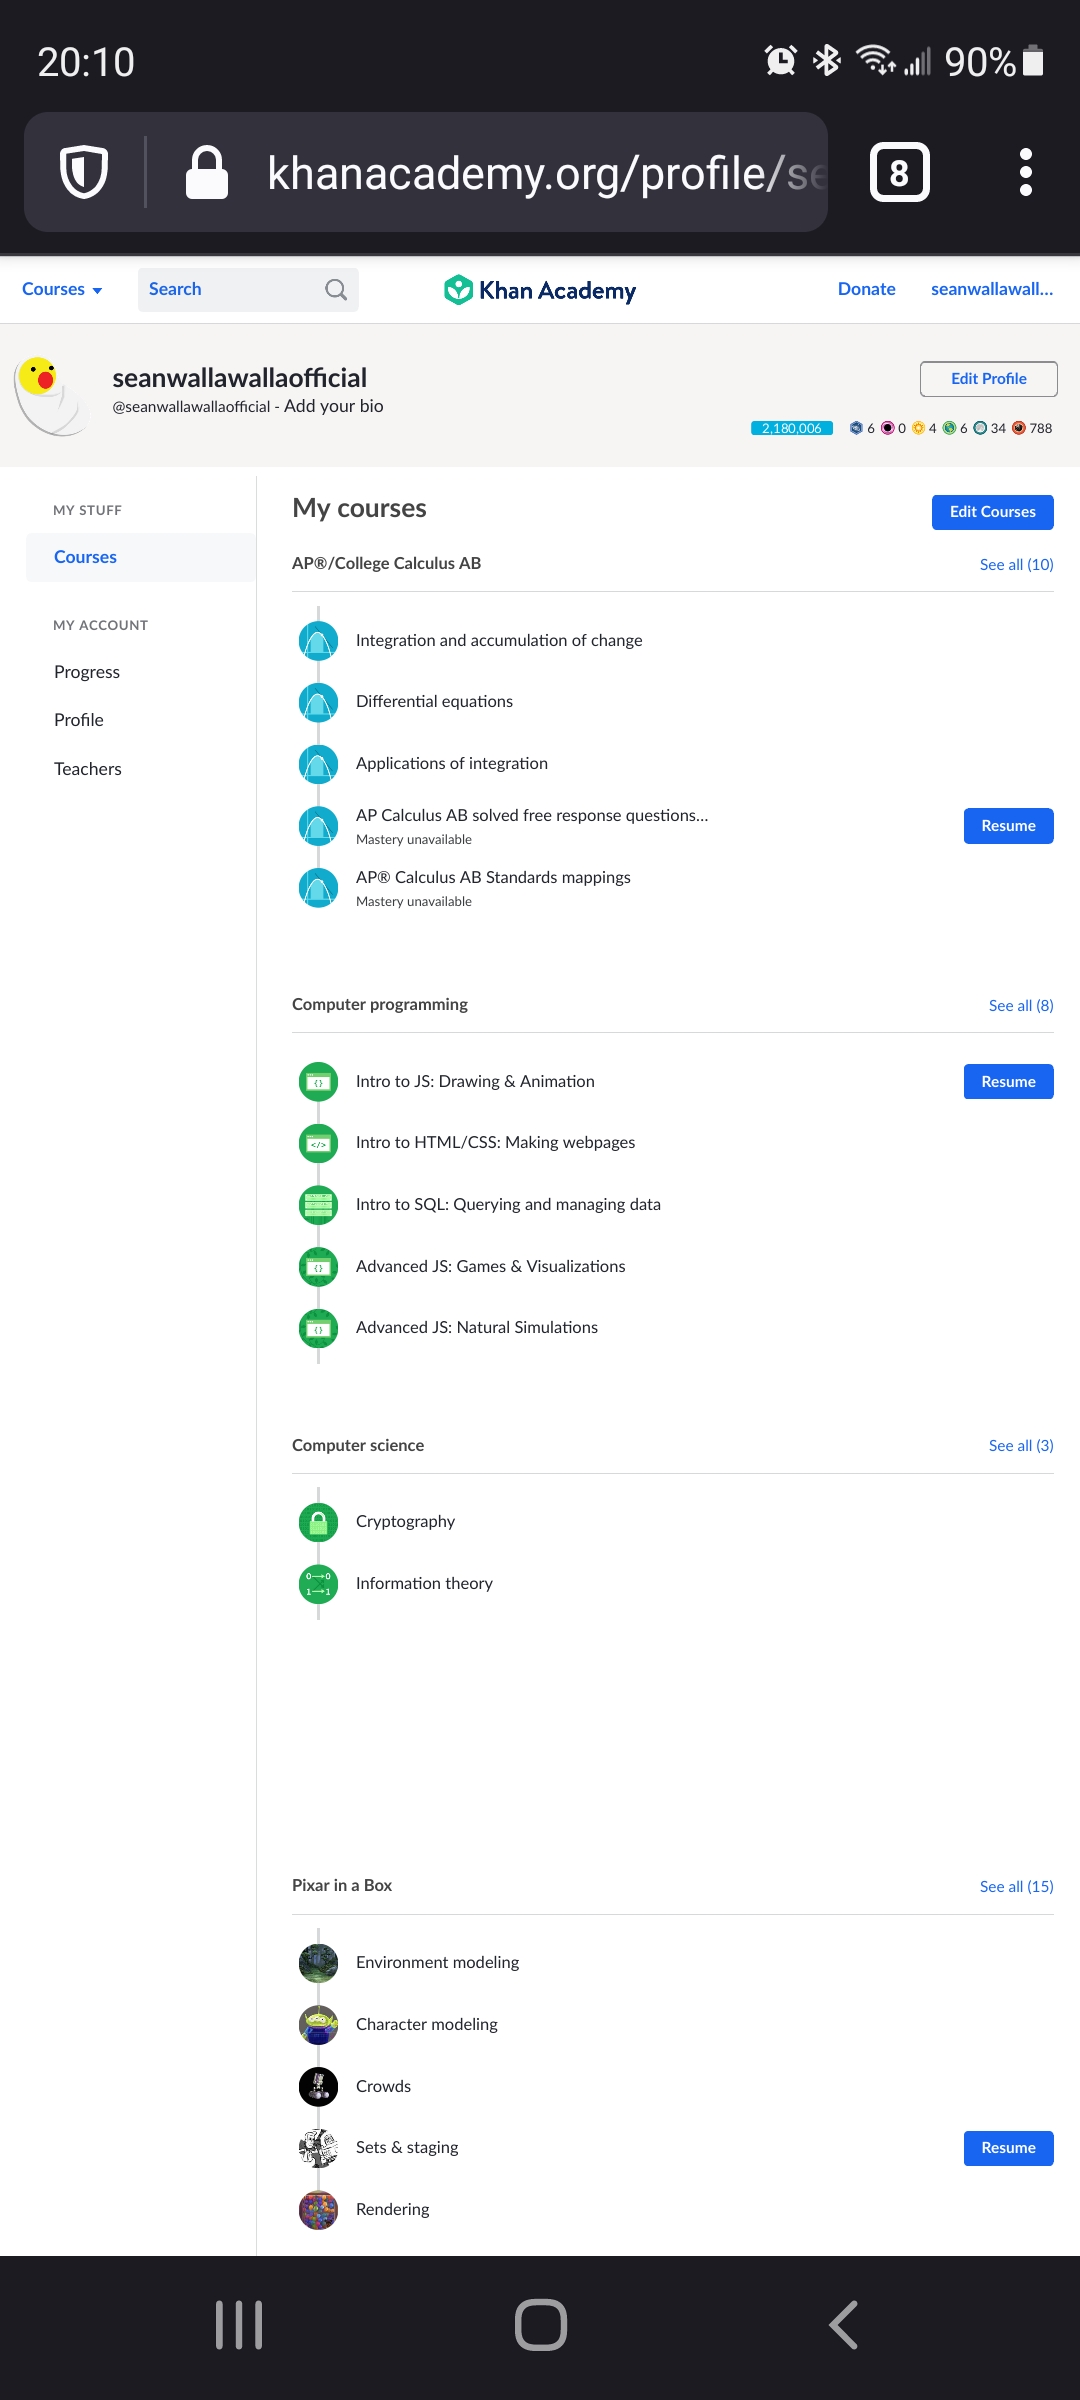 20:10
90%
khanacademy.org/profile/se
8
Courses
Search
Khan Academy
Donate
seanwallawall...
seanwallawallaofficial
@seanwallawallaofficial - Add your bio
Edit Profile
2,180,006 6 0 4 6 34 788
MY STUFF
Courses
MY ACCOUNT
Progress
Profile
Teachers
My courses
Edit Courses
AP®/College Calculus AB
See all (10)
Integration and accumulation of change
Differential equations
Applications of integration
AP Calculus AB solved free response questions...
Mastery unavailable
Resume
AP® Calculus AB Standards mappings
Mastery unavailable
Computer programming
See all (8)
Intro to JS: Drawing & Animation
Resume
Intro to HTML/CSS: Making webpages
Intro to SQL: Querying and managing data
Advanced JS: Games & Visualizations
Advanced JS: Natural Simulations
Computer science
See all (3)
Cryptography
Information theory
Pixar in a Box
See all (15)
Environment modeling
Character modeling
Crowds
Sets & staging
Resume
Rendering